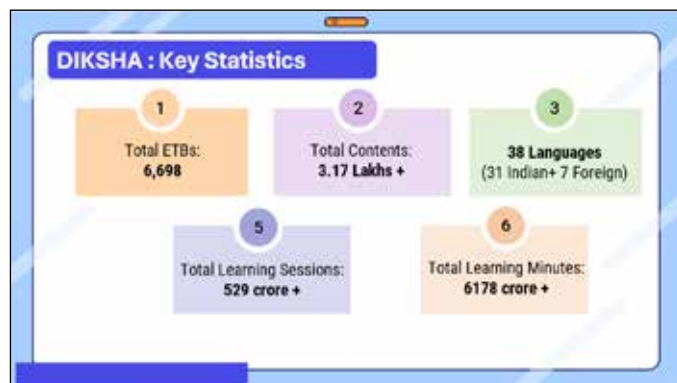 DIKSHA : Key Statistics
1
Total ETBs:
6,698
2
Total Contents:
3.17 Lakhs +
3
38 Languages
(31 Indian+ 7 Foreign)
5
Total Learning Sessions:
529 crore +
6
Total Learning Minutes:
6178 crore +